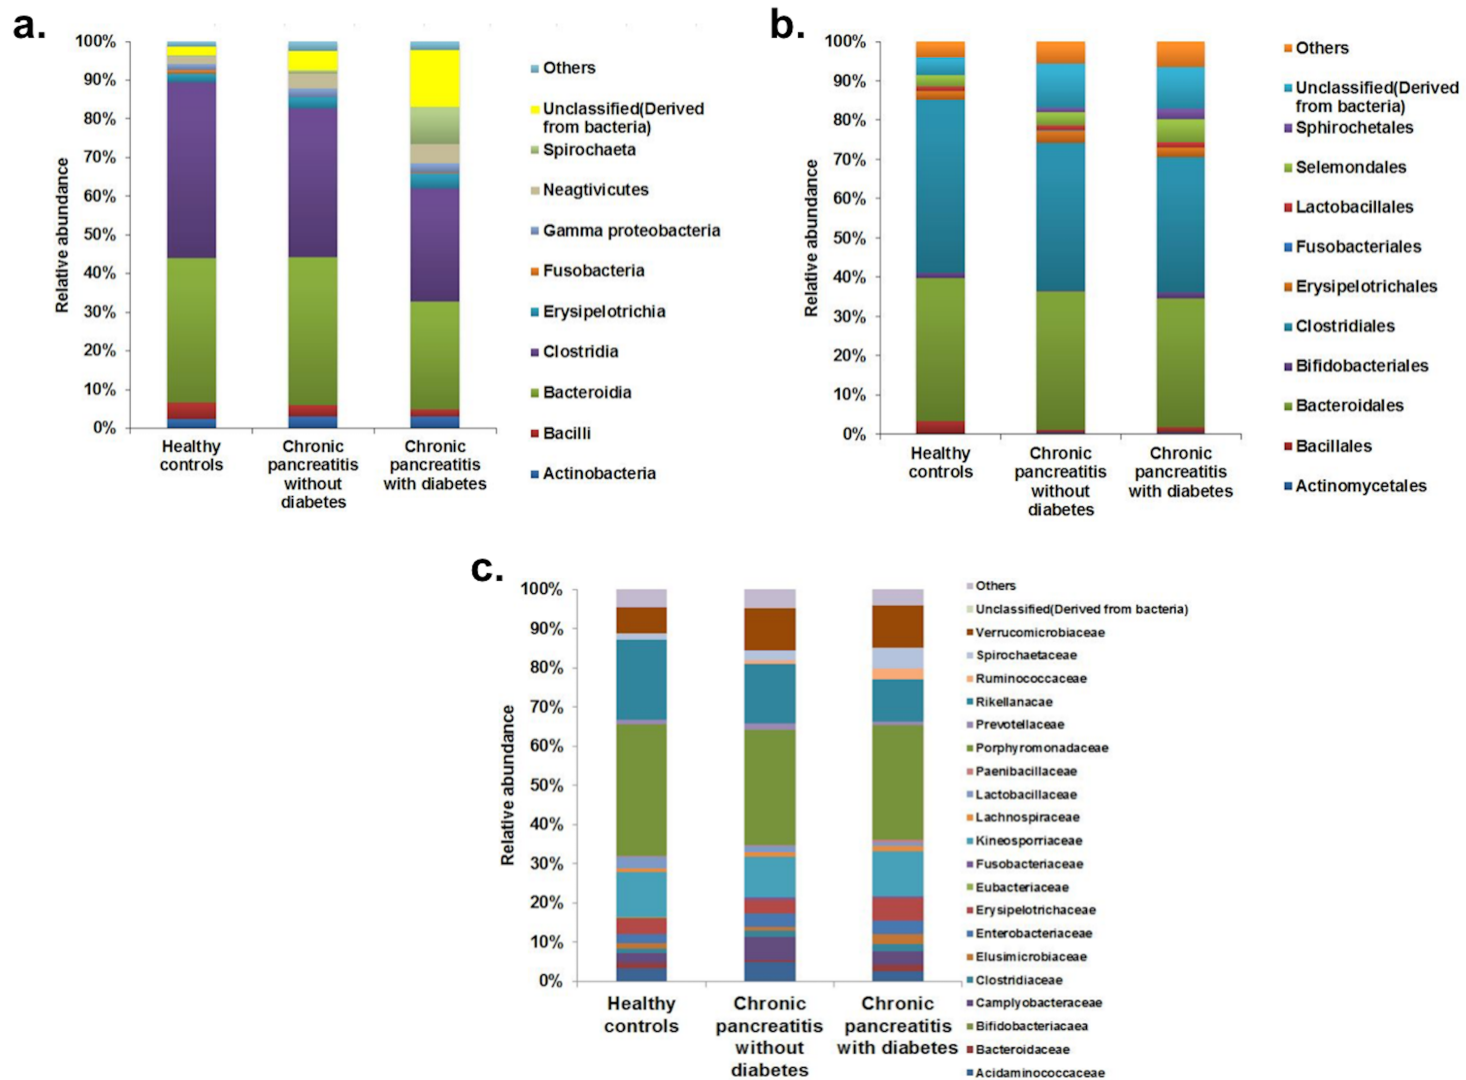 a.
100%
90%
80%
70%
60%
50%
40%
30%
20%
10%
0%
Relative abundance
Healthy
controls
Chronic
pancreatitis
without
diabetes
Chronic
pancreatitis
with diabetes
Others
Unclassified(Derived
from bacteria)
Spirochaeta
Neagtivicutes
Gamma proteobacteria
Fusobacteria
Erysipelotrichia
Clostridia
Bacteroidia
Bacilli
Actinobacteria
b.
100%
90%
80%
70%
60%
50%
40%
30%
20%
10%
0%
Relative abundance
Healthy
controls
Chronic
pancreatitis
without
diabetes
Chronic
pancreatitis
with diabetes
Others
Unclassified(Derived
from bacteria)
Sphirochetales
Selemondales
Lactobacillales
Fusobacteriales
Erysipelotrichales
Clostridiales
Bifidobacteriales
Bacteroidales
Bacillales
Actinomycetales
c.
100%
90%
80%
70%
60%
50%
40%
30%
20%
10%
0%
Relative abundance
Healthy
controls
Chronic
pancreatitis
without
diabetes
Chronic
pancreatitis
with diabetes
Others
Unclassified(Derived from bacteria)
Verrucomicrobiaceae
Spirochaetaceae
Ruminococcaceae
Rikellanacae
Prevotellaceae
Porphyromonadaceae
Paenibacillaceae
Lactobacillaceae
Lachnospiraceae
Kineosporriaceae
Fusobacteriaceae
Eubacteriaceae
Erysipelotrichaceae
Enterobacteriaceae
Elusimicrobiaceae
Clostridiaceae
Camplyobacteraceae
Bifidobacteriacaea
Bacteroidaceae
Acidaminococcaceae